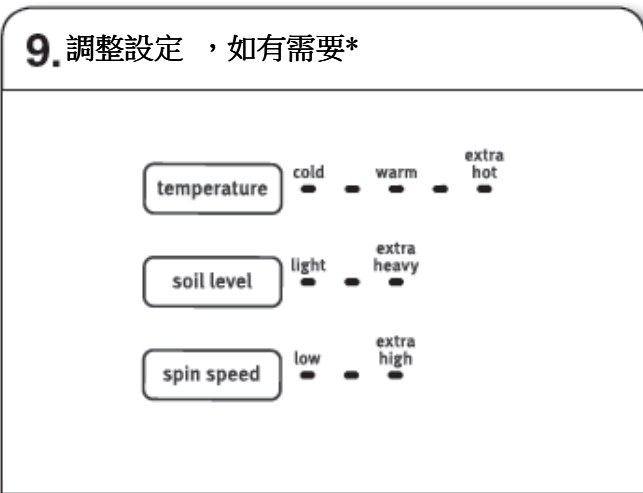 9. 調整設定 ，如有需要*
temperature cold warm extra hot
soil level light extra heavy
spin speed low extra high